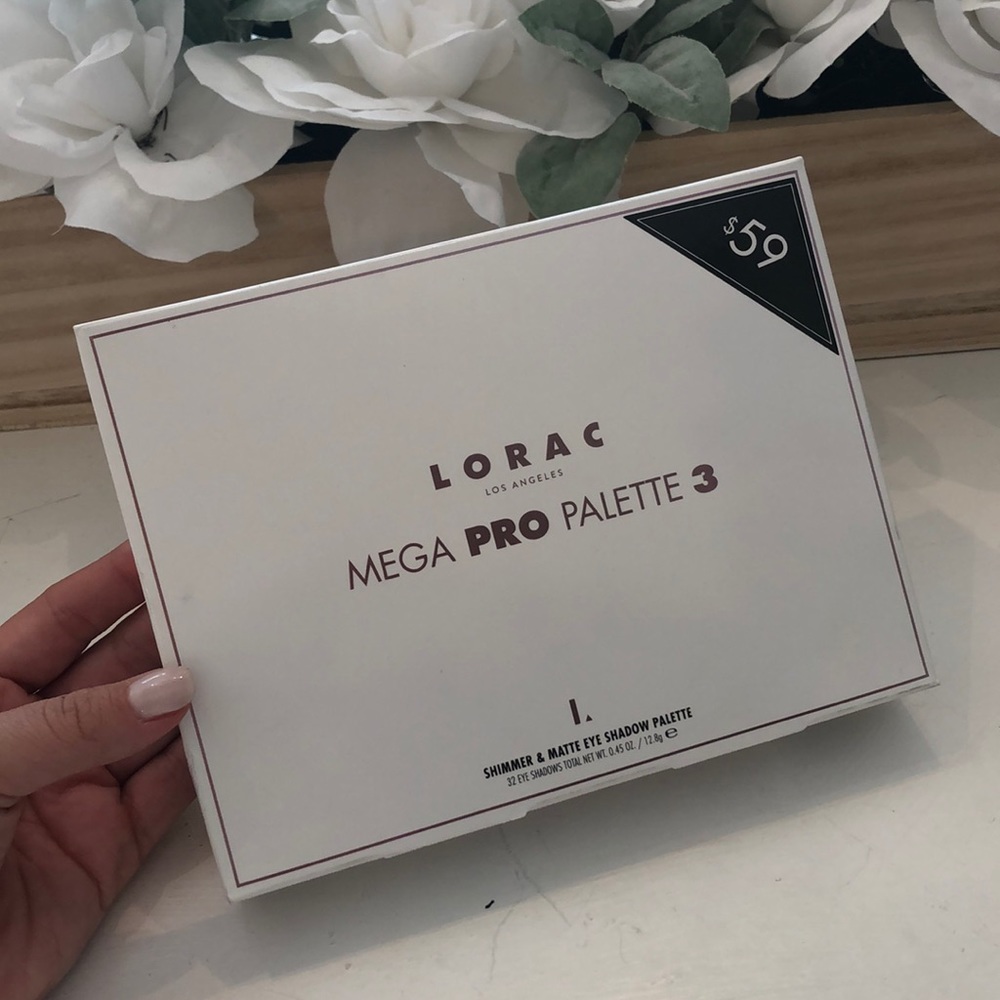 $59
LORAC
LOS ANGELES
MEGA PRO PALETTE 3
L.
SHIMMER & MATTE EYE SHADOW PALETTE
32 EYE SHADOWS TOTAL NET WT. 0.45 OZ. / 12.8g ℮